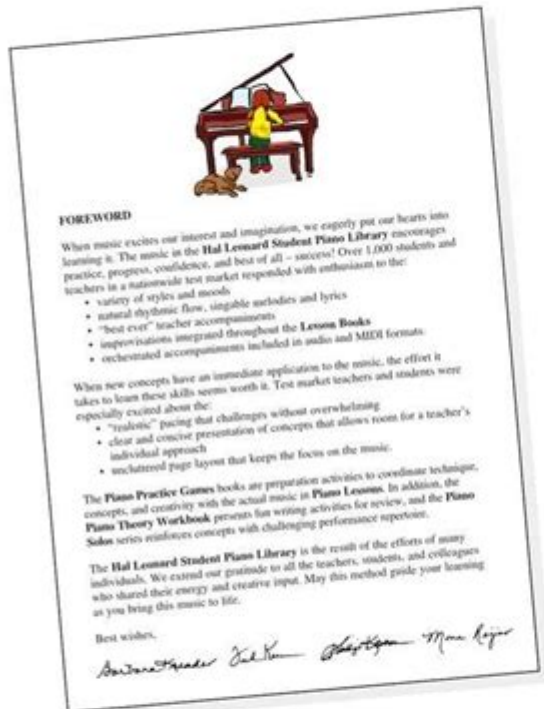 FOREWORD
When music excites our interest and imagination, we eagerly put our hearts into
learning it. The music in the Hal Leonard Student Piano Library encourages
practice, progress, confidence, and best of all – success! Over 1,000 students and
teachers in a nationwide test market responded with enthusiasm to the:
• variety of styles and moods
• natural rhythmic flow, singable melodies and lyrics
• "best ever" teacher accompaniments
• improvisations integrated throughout the Lesson Books
• orchestrated accompaniments included in audio and MIDI formats.
When new concepts have an immediate application to the music, the effort it
takes to learn these skills seems worth it. Test market teachers and students were
especially excited about the:
• "realistic" pacing that challenges without overwhelming
• clear and concise presentation of concepts that allows room for a teacher's
individual approach
• uncluttered page layout that keeps the focus on the music.
The Piano Practice Games books are preparation activities to coordinate technique,
concepts, and creativity with the actual music in Piano Lessons. In addition, the
Piano Theory Workbook presents fun writing activities for review, and the Piano
Solos series reinforces concepts with challenging performance repertoire.
The Hal Leonard Student Piano Library is the result of the efforts of many
individuals. We extend our gratitude to all the teachers, students, and colleagues
who shared their energy and creative input. May this method guide your learning
as you bring this music to life.
Best wishes,
Barbara Kreader